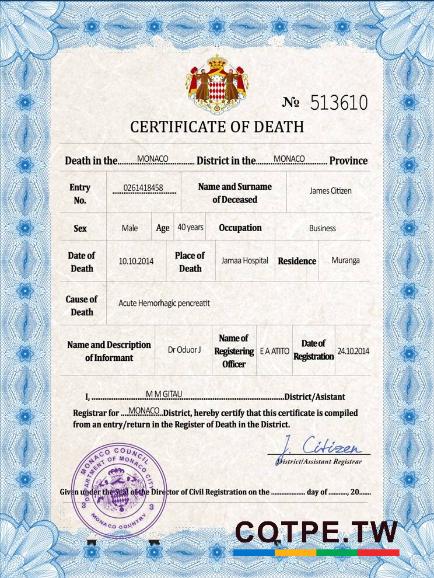 № 513610
CERTIFICATE OF DEATH
Death in the MONACO District in the MONACO Province
Entry No. 0261418458 Name and Surname of Deceased James Citizen
Sex Male Age 40 years Occupation Business
Date of Death 10.10.2014 Place of Death Jamaa Hospital Residence Muranga
Cause of Death Acute Hemorhagic pencreatit
Name and Description of Informant Dr Oduor J Name of Registering Officer E A ATITO Date of Registration 24.10.2014
I, M M GITAU District/Asistant
Registrar for MONACO District, hereby certify that this certificate is compiled
from an entry/return in the Register of Death in the District.
J. Citizen
District/Assistant Registrar
MONACO COUNCIL
DEPARTMENT OF MONACO CITY
MONACO COUNTRY
Given under the Seal of the Director of Civil Registration on the ............... day of ........, 20......
CQTPE.TW